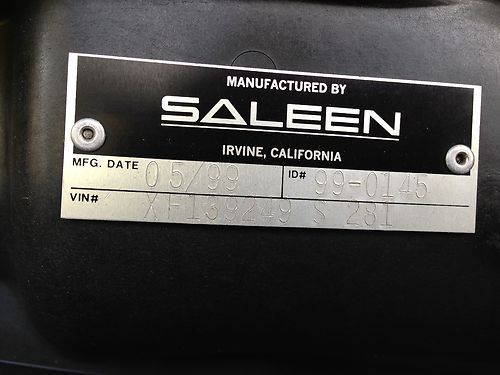 MANUFACTURED BY
SALEEN
IRVINE, CALIFORNIA
MFG. DATE 05/99 ID# 99-0145
VIN# XF139249 S 281